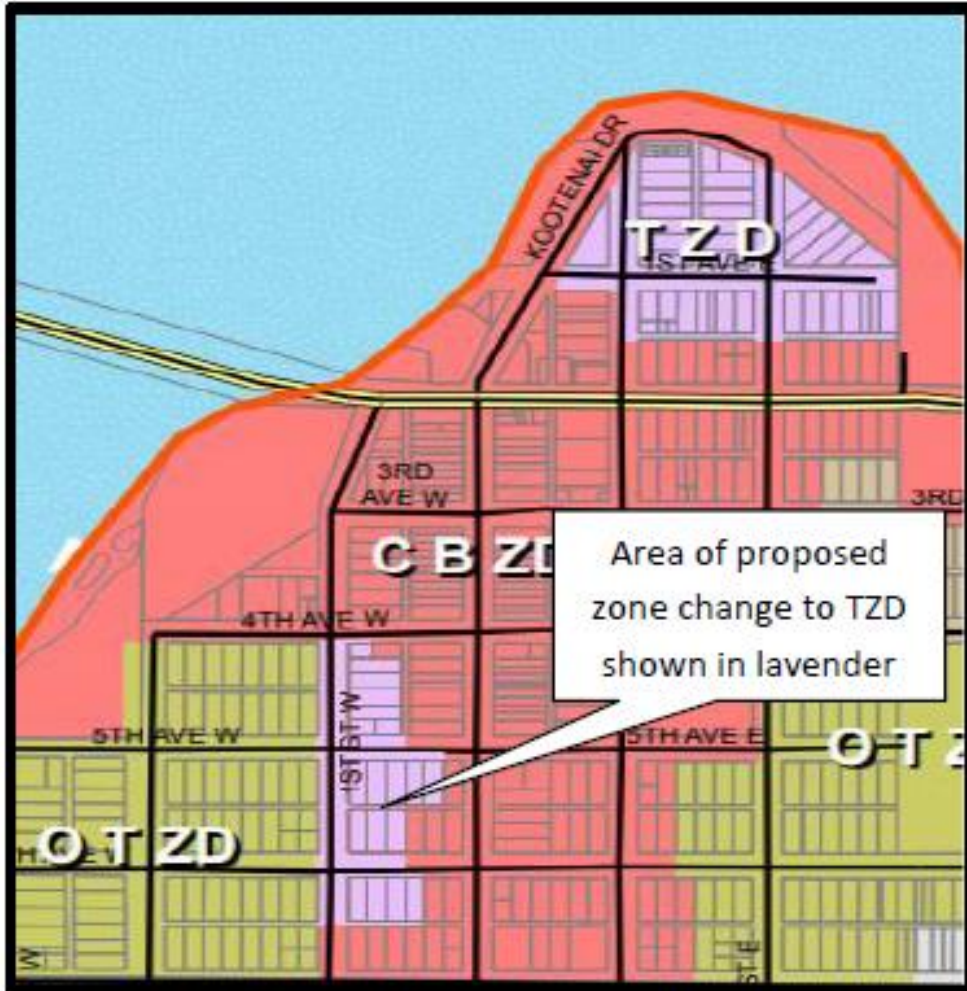 KOOTENAI DR
T Z D
1ST AVE E
3RD
AVE W
3RD
C B ZD
Area of proposed
zone change to TZD
shown in lavender
4TH AVE W
1ST ST W
5TH AVE W
5TH AVE E
O T Z
O T ZD
W
ST E